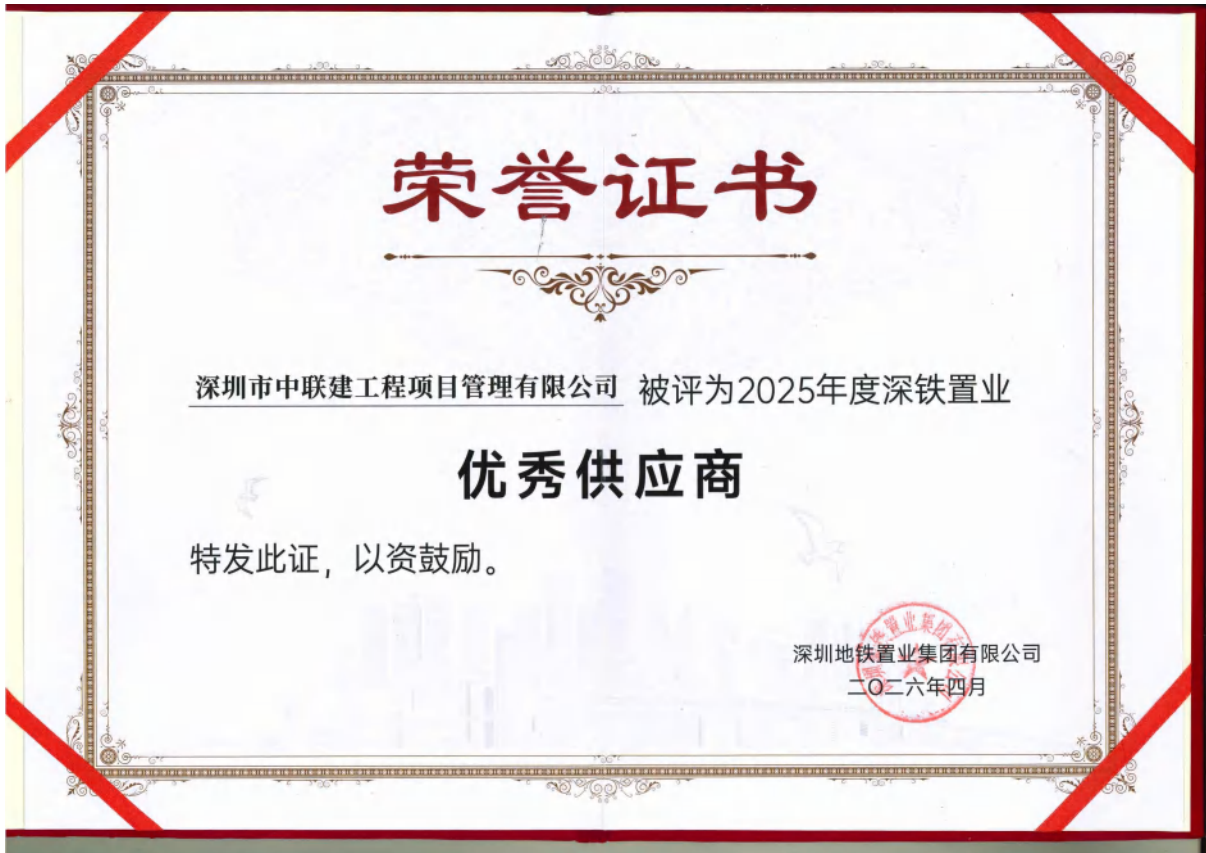 荣誉证书
深圳市中联建工程项目管理有限公司 被评为2025年度深铁置业
优秀供应商
特发此证，以资鼓励。
深圳地铁置业集团有限公司
二〇二六年四月